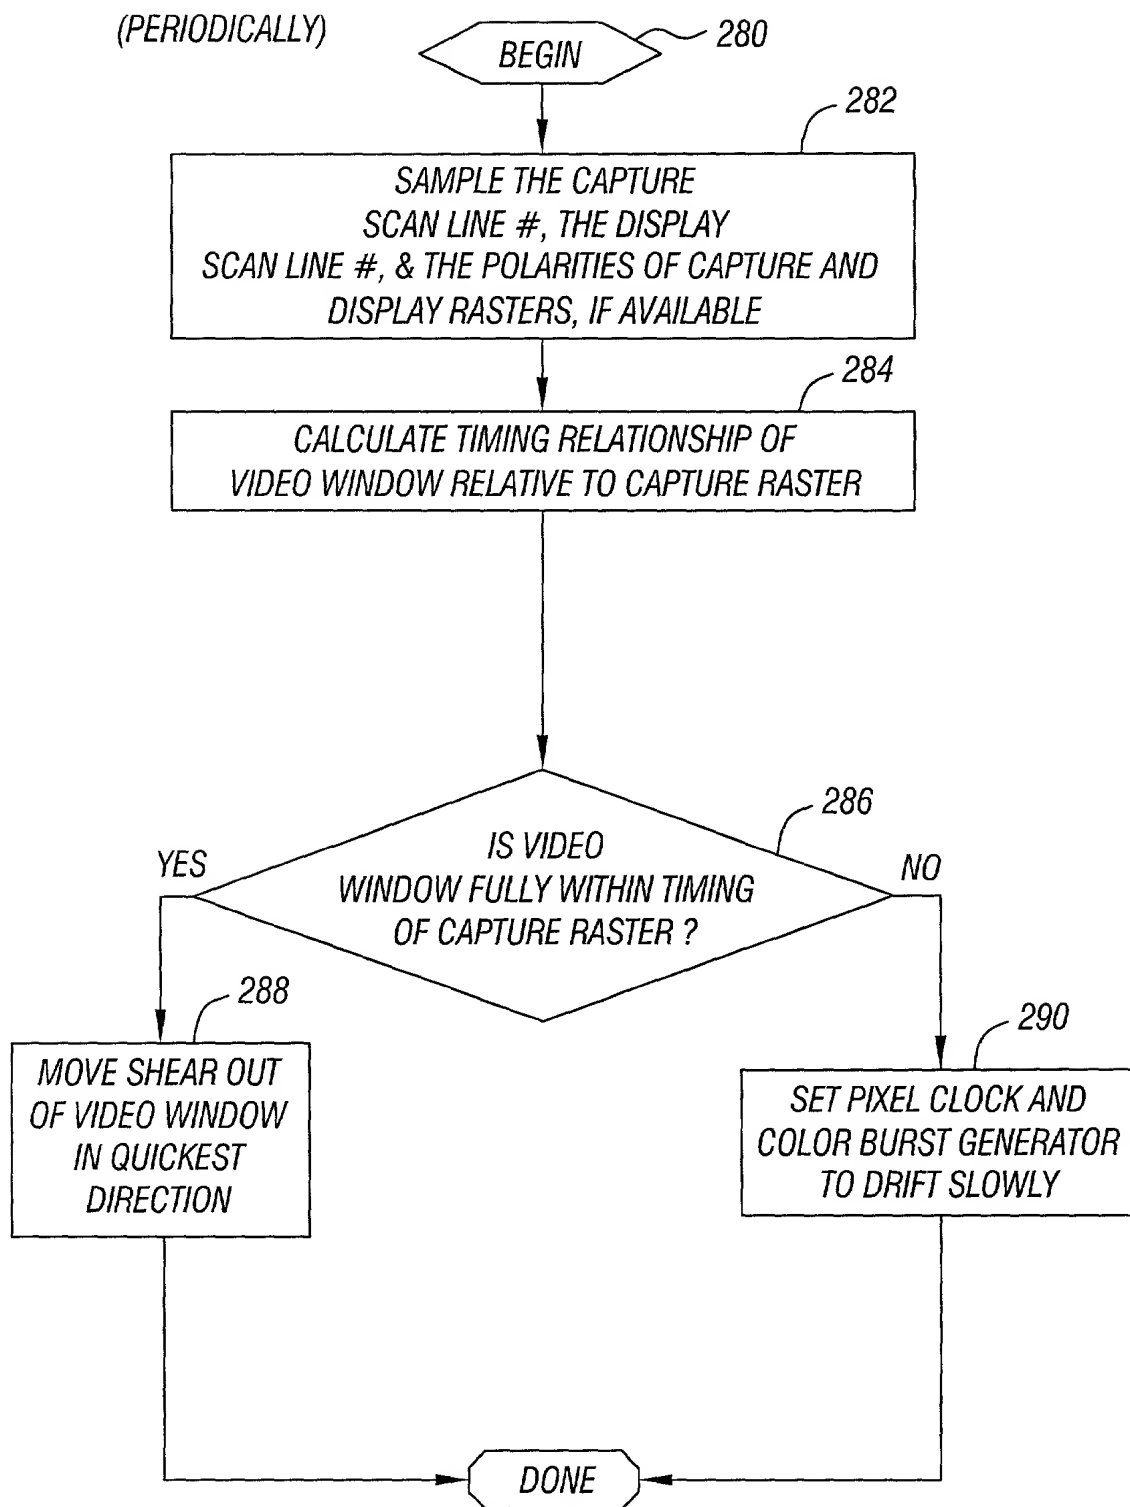 (PERIODICALLY)
BEGIN
280
282
SAMPLE THE CAPTURE
SCAN LINE #, THE DISPLAY
SCAN LINE #, & THE POLARITIES OF CAPTURE AND
DISPLAY RASTERS, IF AVAILABLE
284
CALCULATE TIMING RELATIONSHIP OF
VIDEO WINDOW RELATIVE TO CAPTURE RASTER
286
IS VIDEO
WINDOW FULLY WITHIN TIMING
OF CAPTURE RASTER ?
YES
NO
288
MOVE SHEAR OUT
OF VIDEO WINDOW
IN QUICKEST
DIRECTION
290
SET PIXEL CLOCK AND
COLOR BURST GENERATOR
TO DRIFT SLOWLY
DONE